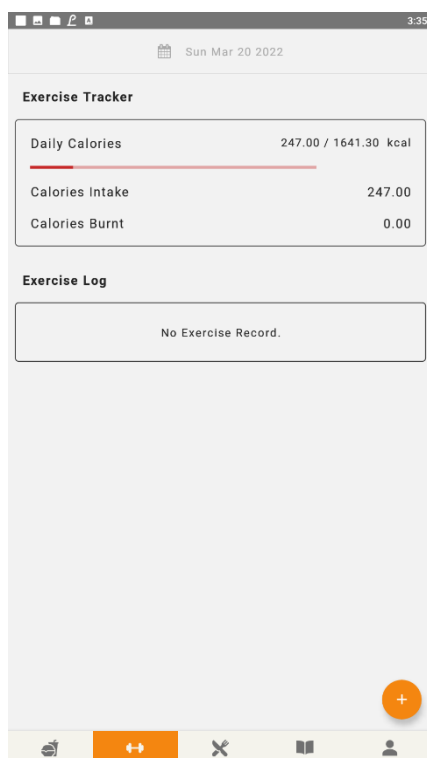 3:35
Sun Mar 20 2022
Exercise Tracker
Daily Calories 247.00 / 1641.30 kcal
Calories Intake 247.00
Calories Burnt 0.00
Exercise Log
No Exercise Record.
+